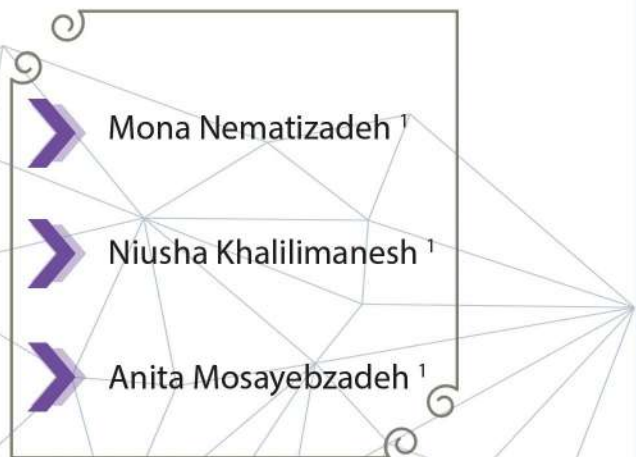 Mona Nematizadeh ¹
Niusha Khalilimanesh ¹
Anita Mosayebzadeh ¹